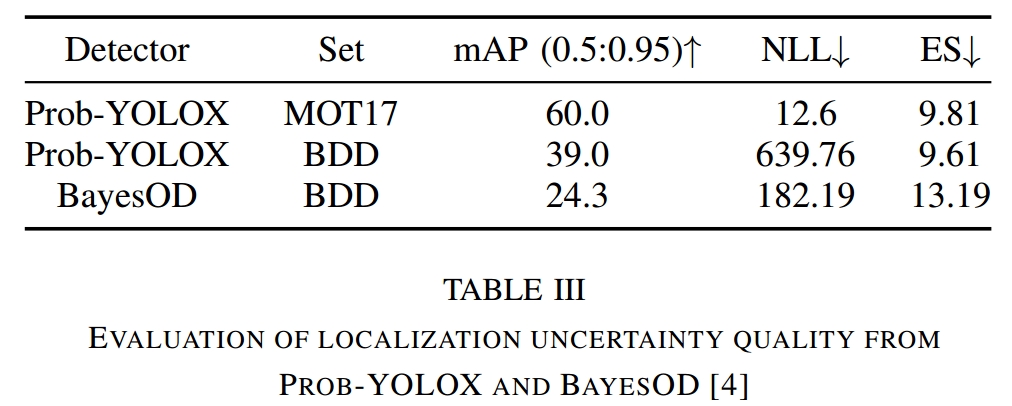 Detector Set mAP (0.5:0.95)↑ NLL↓ ES↓
Prob-YOLOX MOT17 60.0 12.6 9.81
Prob-YOLOX BDD 39.0 639.76 9.61
BayesOD BDD 24.3 182.19 13.19
TABLE III
EVALUATION OF LOCALIZATION UNCERTAINTY QUALITY FROM
PROB-YOLOX AND BAYESOD [4]